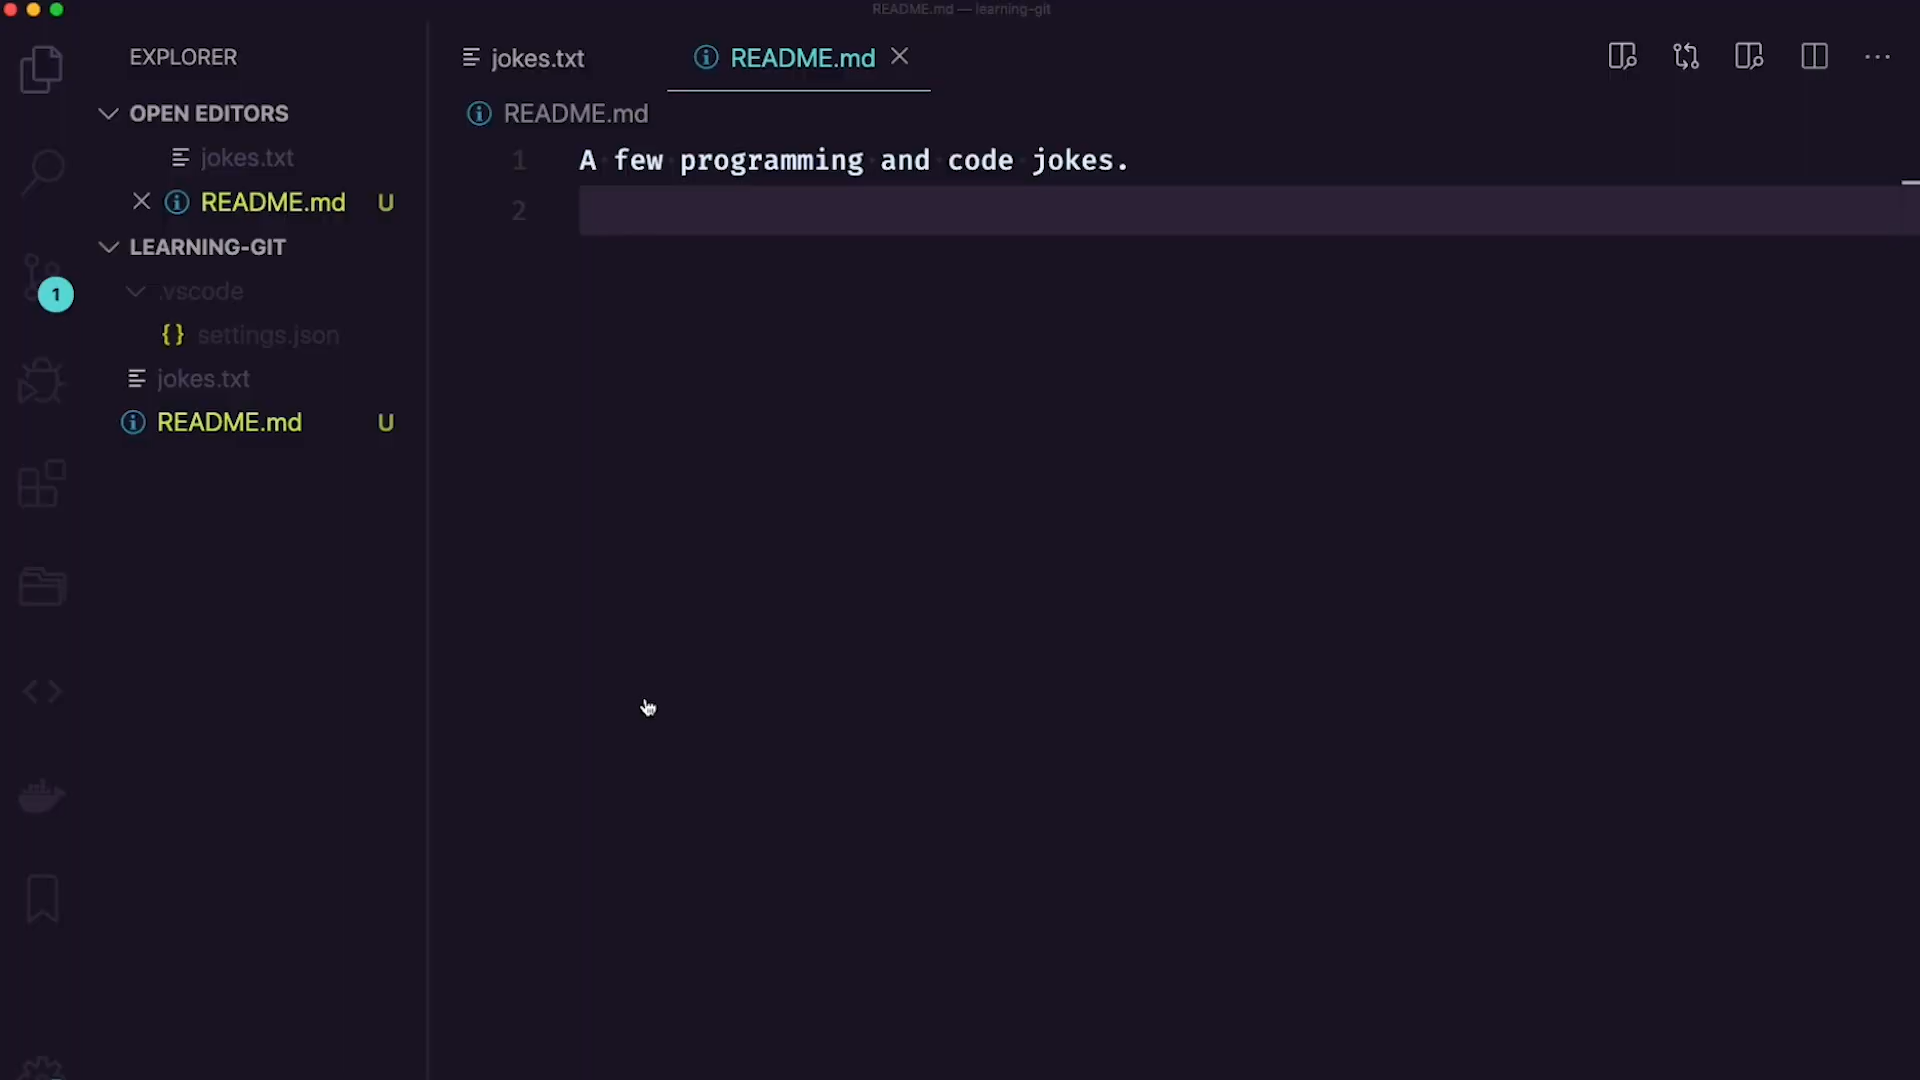 README.md — learning-git
EXPLORER
OPEN EDITORS
jokes.txt
README.md U
LEARNING-GIT
.vscode
{} settings.json
jokes.txt
README.md U
1
jokes.txt
README.md
README.md
1 A few programming and code jokes.
2